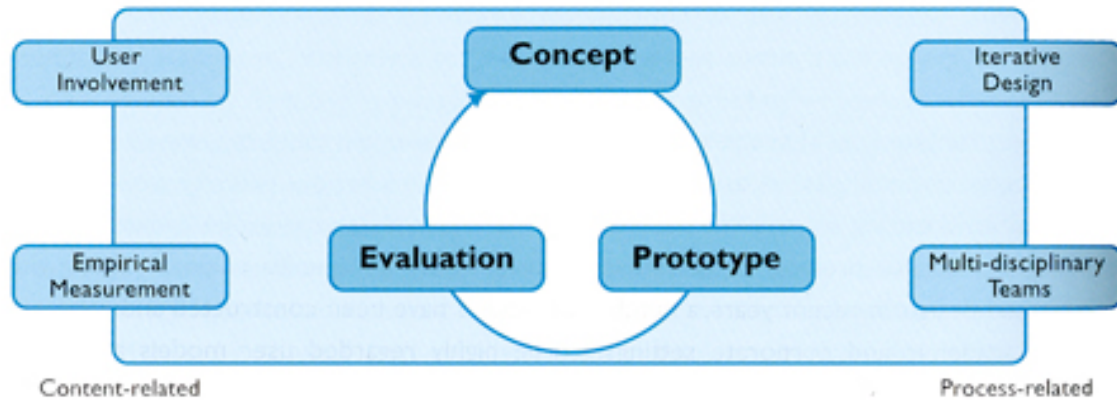 User
Involvement
Concept
Iterative
Design
Evaluation
Prototype
Empirical
Measurement
Multi-disciplinary
Teams
Content-related
Process-related